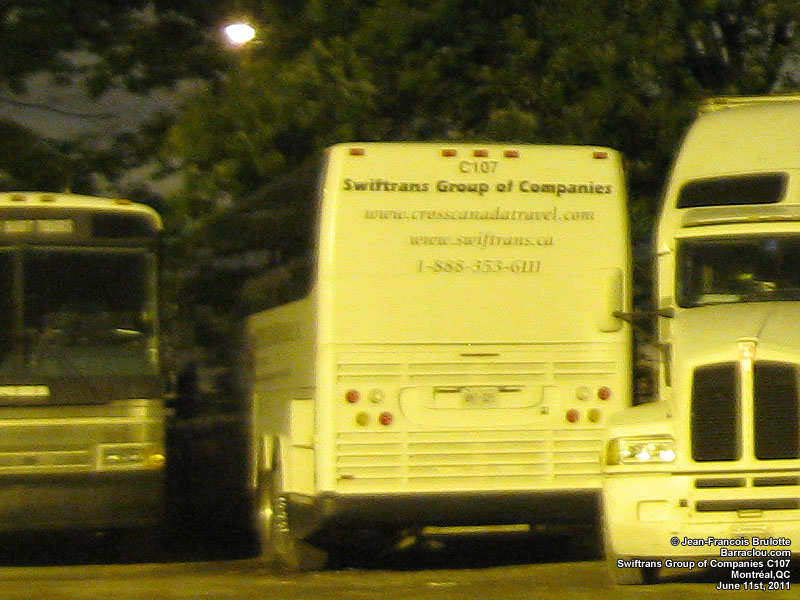 C107
Swiftrans Group of Companies
www.crosscanadatravel.com
www.swiftrans.ca
1-888-353-6111
© Jean-Francois Brulotte
Barraclou.com
Swiftrans Group of Companies C107
Montréal,QC
June 11st, 2011